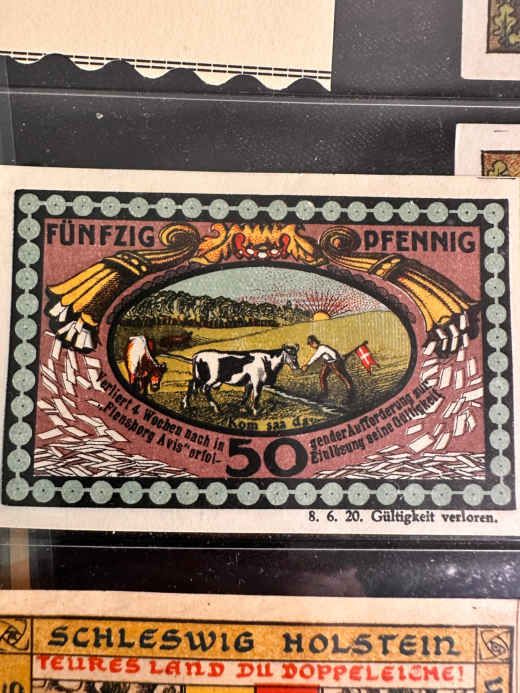 FÜNFZIG PFENNIG
Kom saa da
Verliert 4 Wochen nach in
„Flensborg Avis“ erfol-
50
gender Aufforderung zur
Einlösung seine Gültigkeit
8. 6. 20. Gültigkeit verloren.
SCHLESWIG HOLSTEIN
TEURES LAND DU DOPPELEICHE!